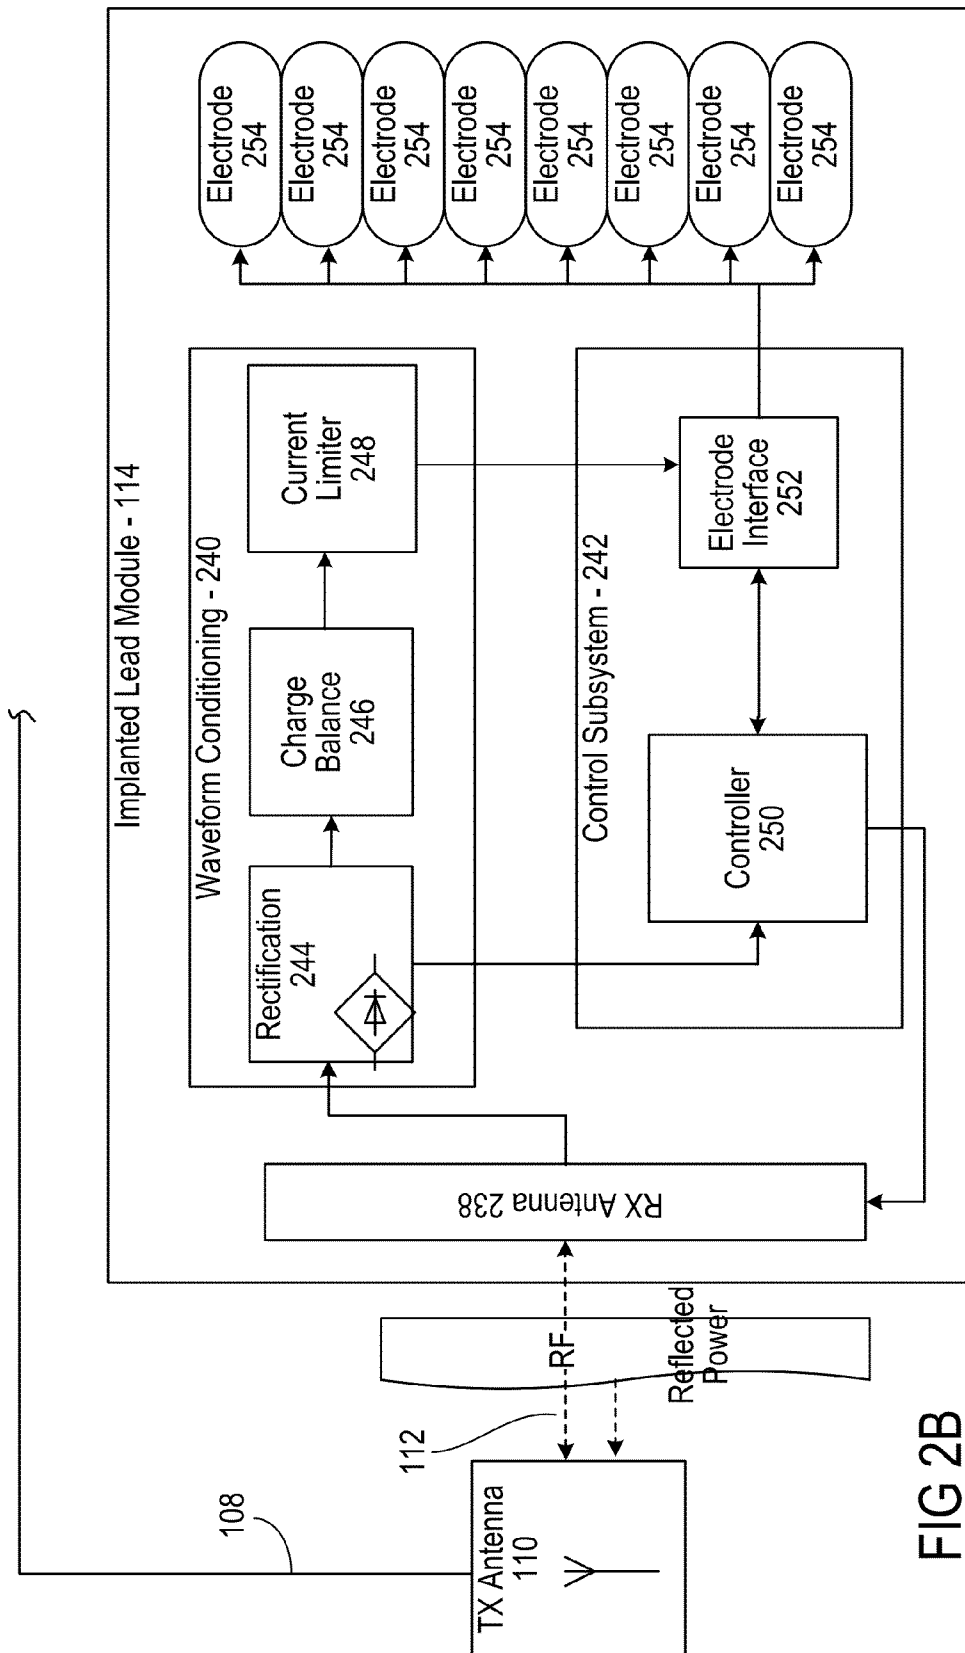 Implanted Lead Module - 114
Waveform Conditioning - 240
Rectification
244
Charge
Balance
246
Current
Limiter
248
Electrode
254
Electrode
254
Electrode
254
Electrode
254
Electrode
254
Electrode
254
Electrode
254
Electrode
254
Control Subsystem - 242
Controller
250
Electrode
Interface
252
RX Antenna 238
RF
Reflected
Power
112
108
TX Antenna
110
FIG 2B